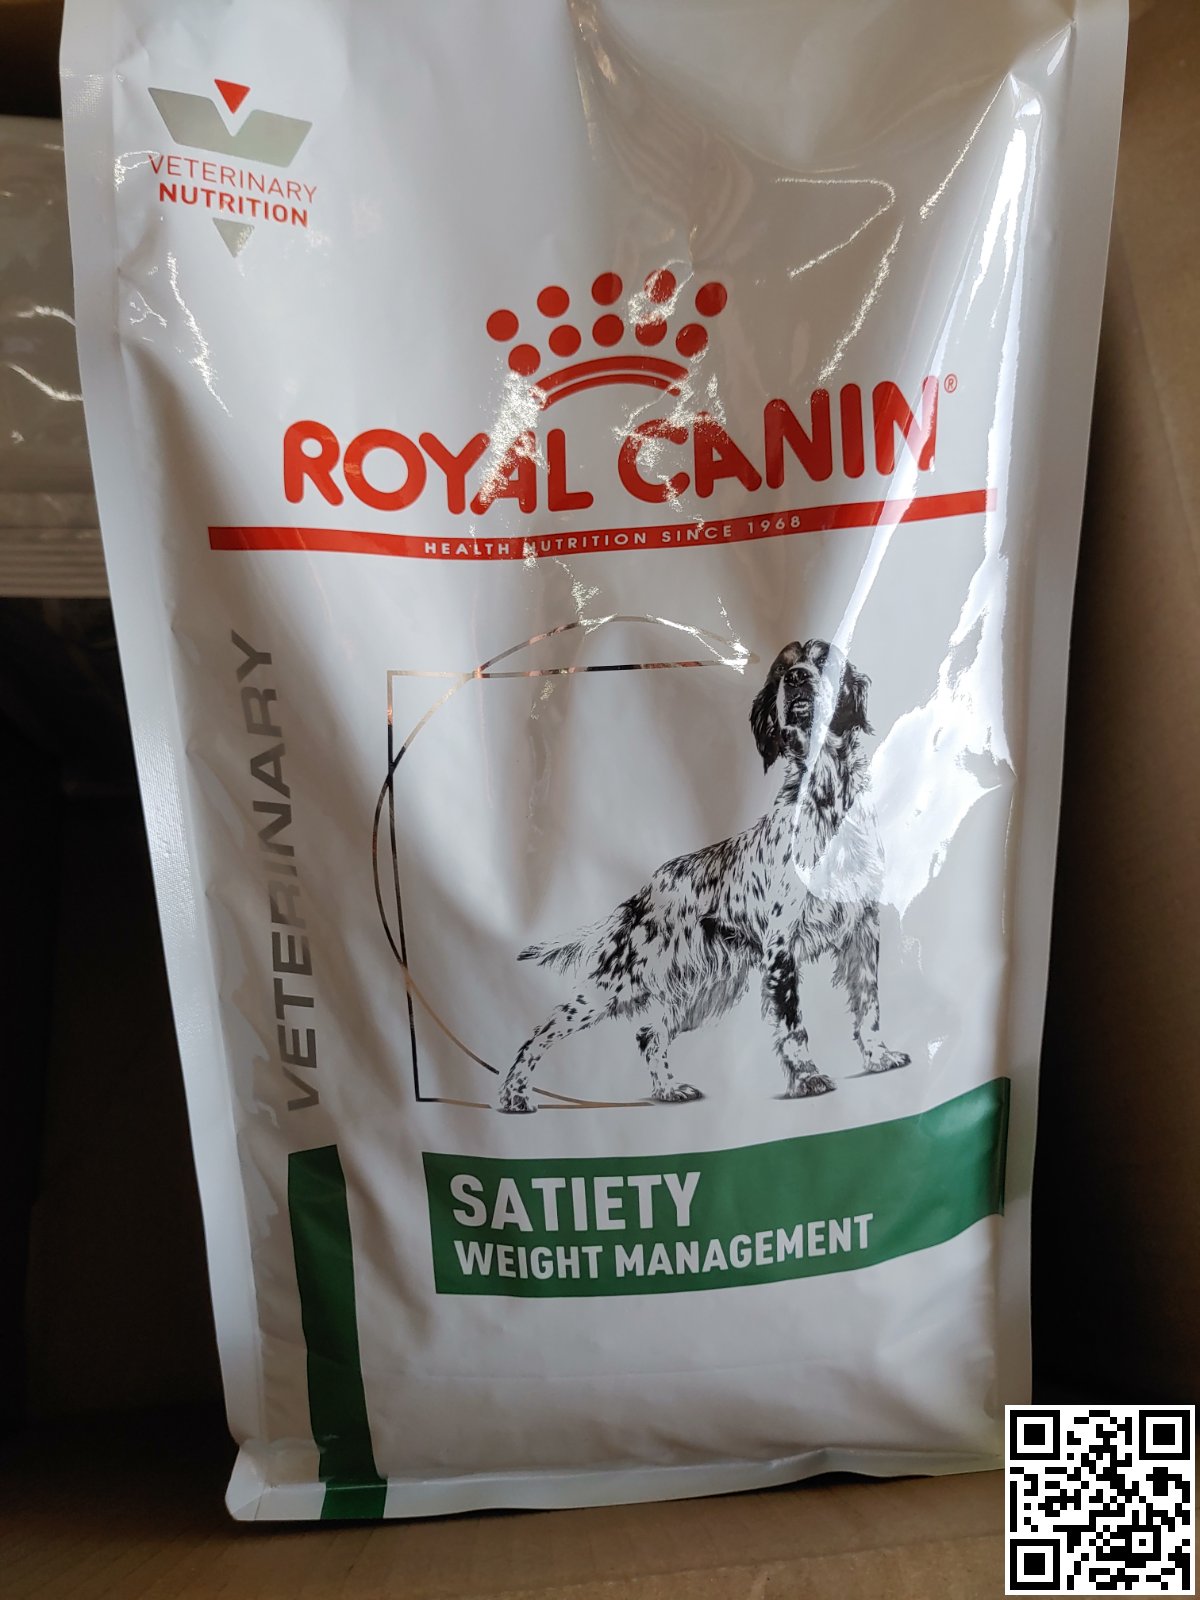 VETERINARY
NUTRITION
ROYAL CANIN®
HEALTH NUTRITION SINCE 1968
VETERINARY
SATIETY
WEIGHT MANAGEMENT